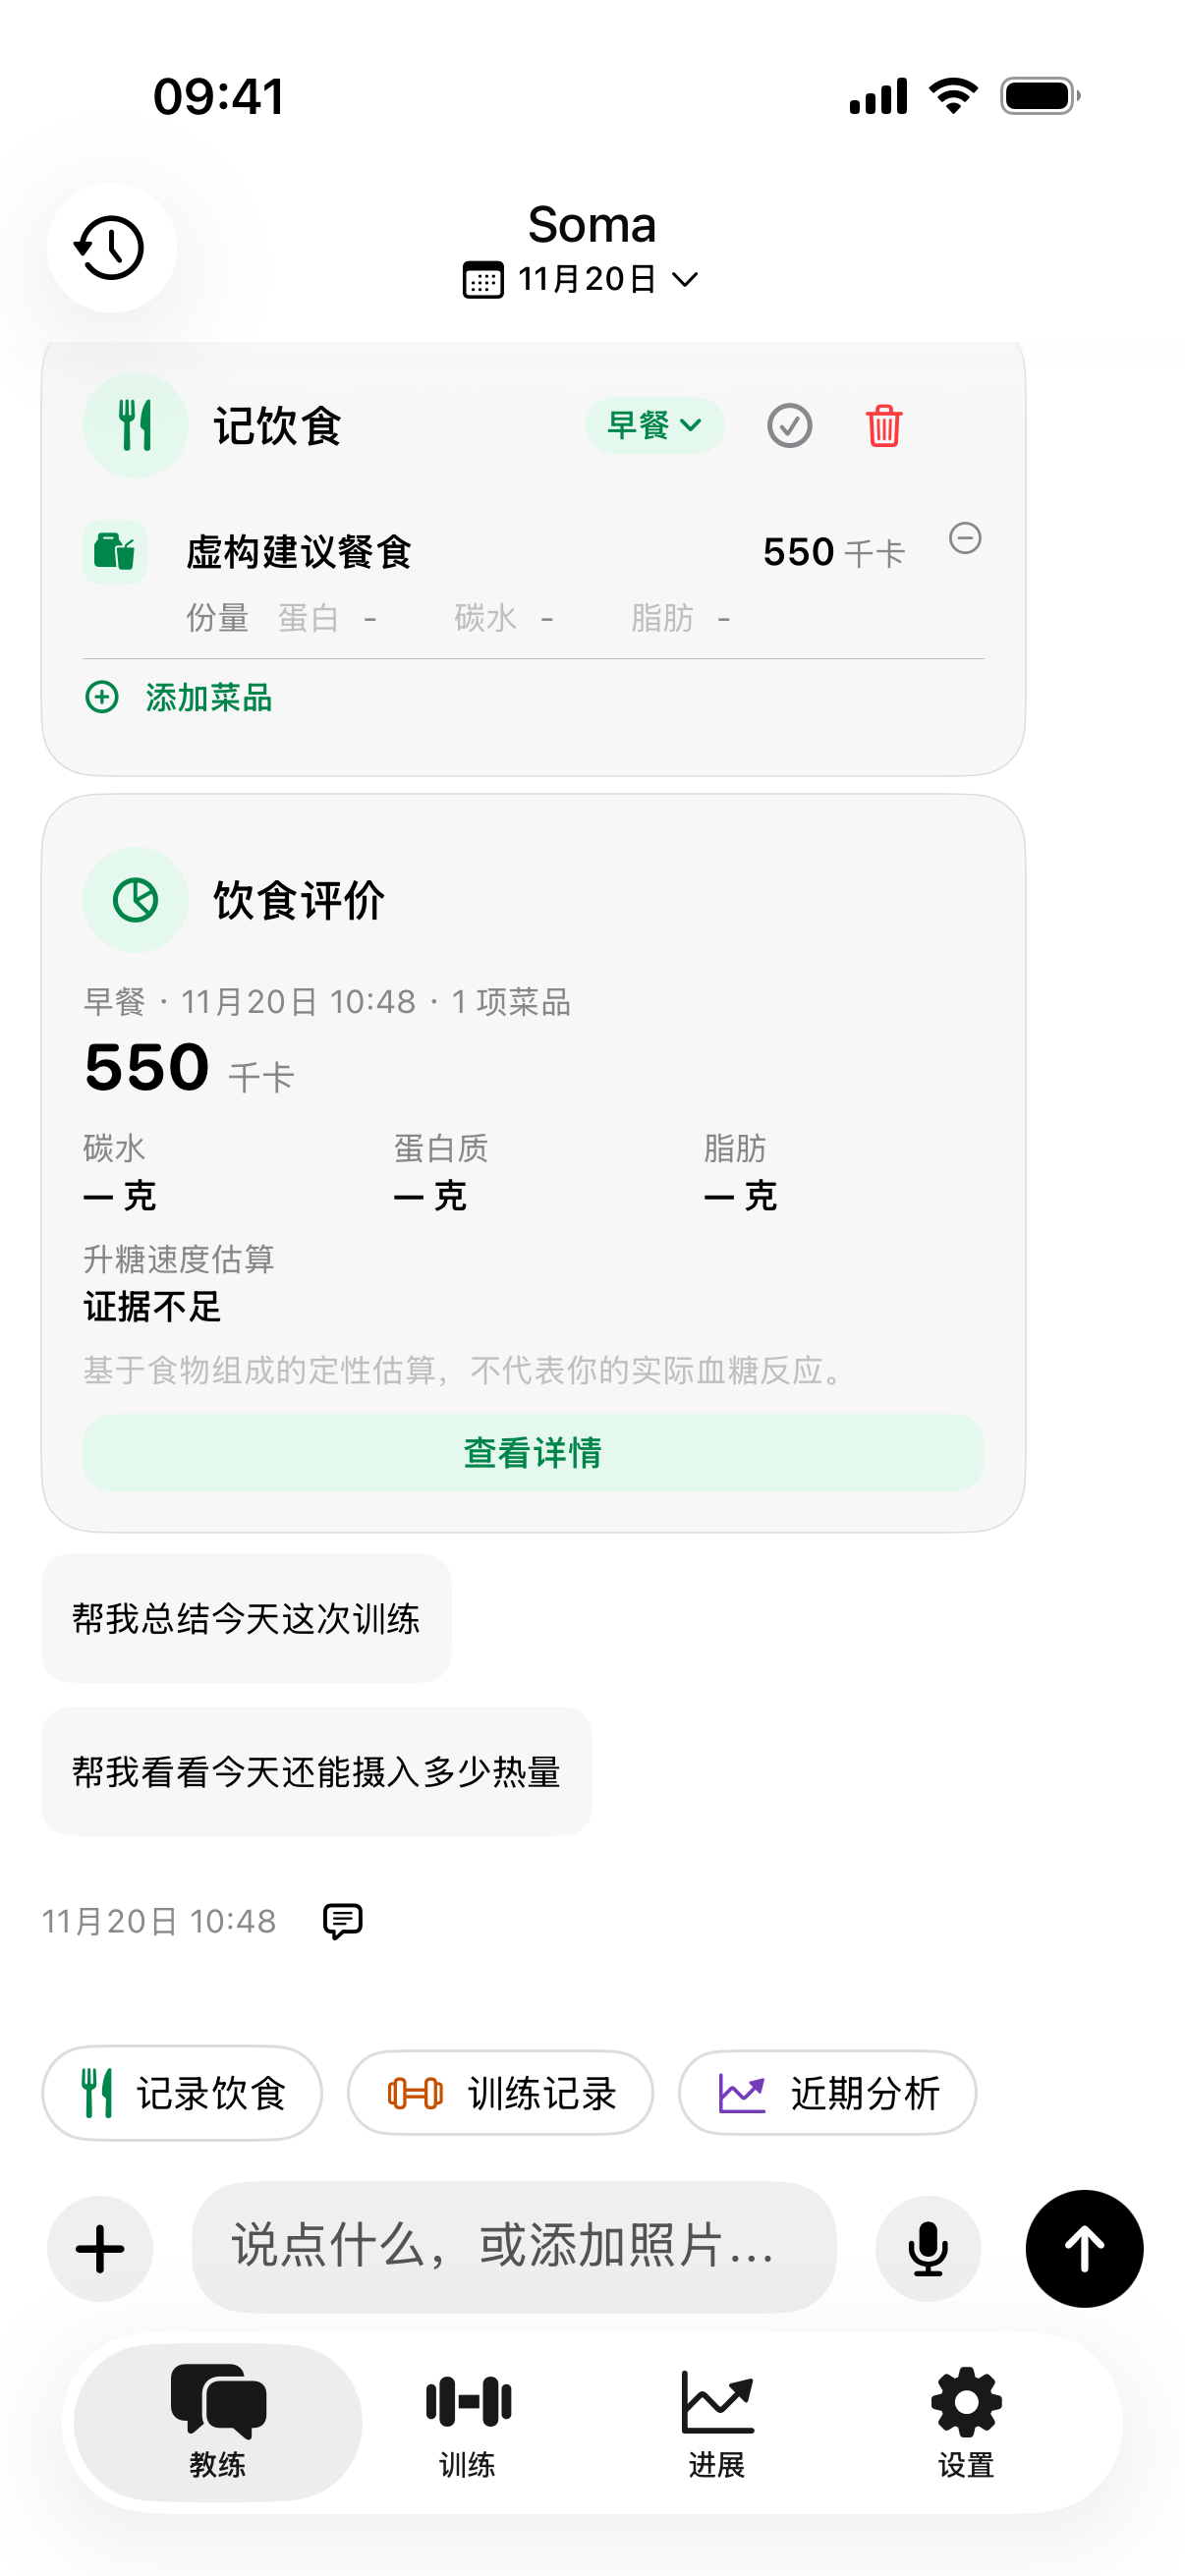 09:41
Soma
11月20日
记饮食
早餐
虚构建议餐食
550 千卡
份量 蛋白 - 碳水 - 脂肪 -
添加菜品
饮食评价
早餐 · 11月20日 10:48 · 1 项菜品
550 千卡
碳水 蛋白质 脂肪
— 克 — 克 — 克
升糖速度估算
证据不足
基于食物组成的定性估算，不代表你的实际血糖反应。
查看详情
帮我总结今天这次训练
帮我看看今天还能摄入多少热量
11月20日 10:48
记录饮食 训练记录 近期分析
说点什么，或添加照片...
教练 训练 进展 设置